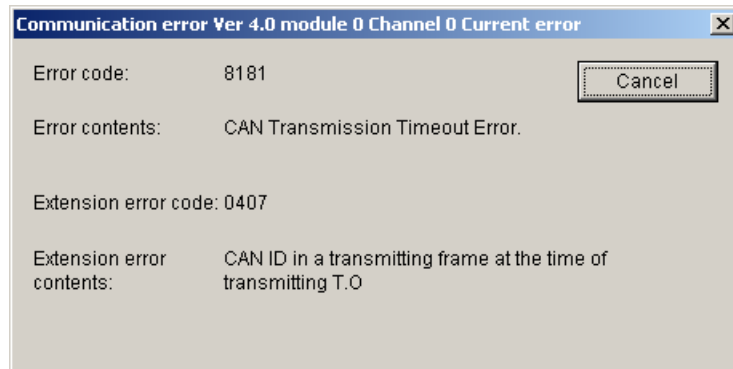 Communication error Ver 4.0 module 0 Channel 0 Current error
Error code: 8181
Cancel
Error contents: CAN Transmission Timeout Error.
Extension error code: 0407
Extension error contents: CAN ID in a transmitting frame at the time of
transmitting T.O